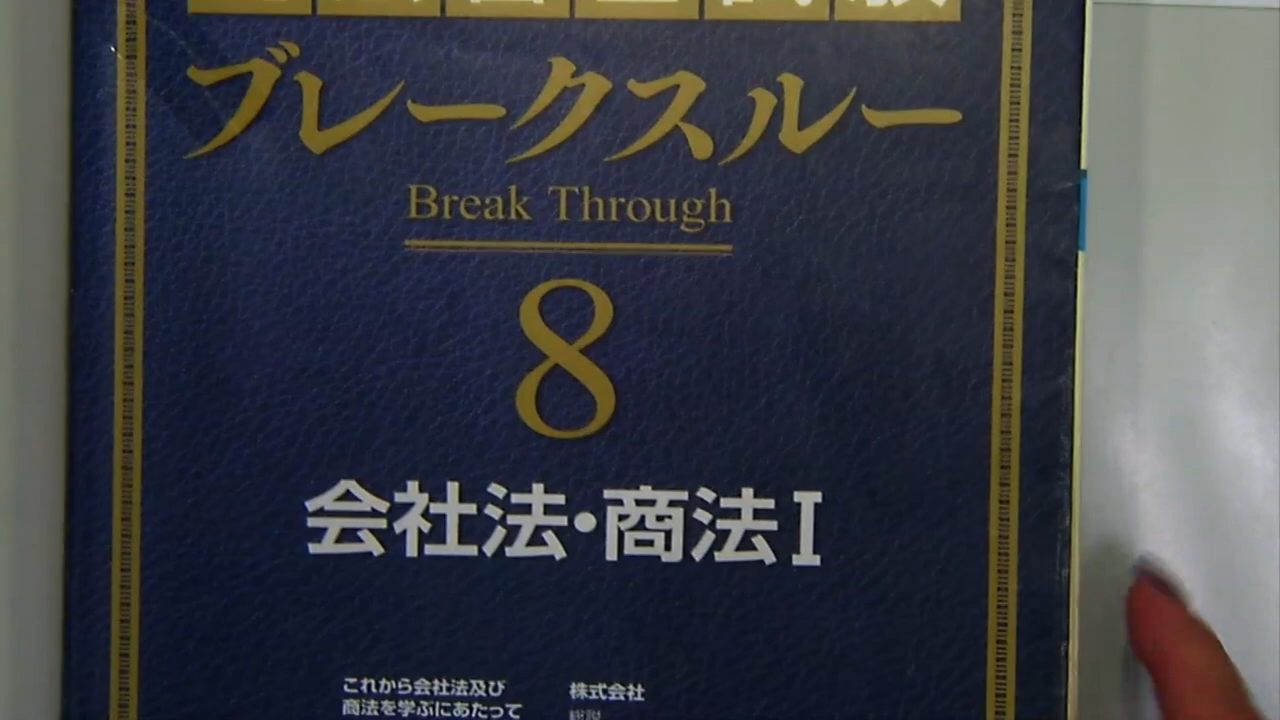 ブレークスルー
Break Through
8
会社法・商法I
これから会社法及び
商法を学ぶにあたって
株式会社
総説